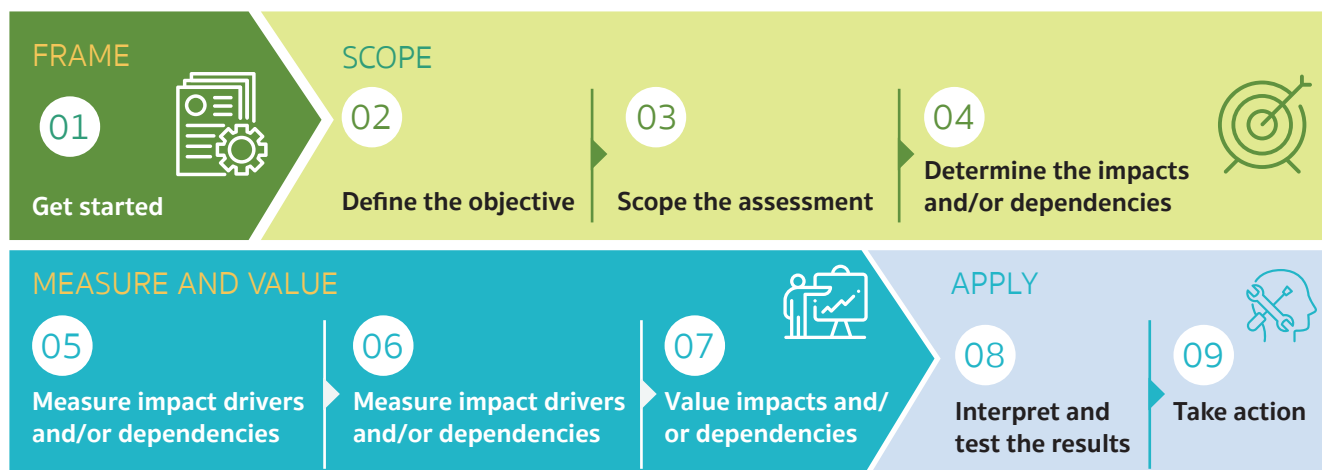 FRAME
01
Get started
SCOPE
02
Define the objective
03
Scope the assessment
04
Determine the impacts
and/or dependencies
MEASURE AND VALUE
05
Measure impact drivers
and/or dependencies
06
Measure impact drivers
and/or dependencies
07
Value impacts and/
or dependencies
APPLY
08
Interpret and
test the results
09
Take action